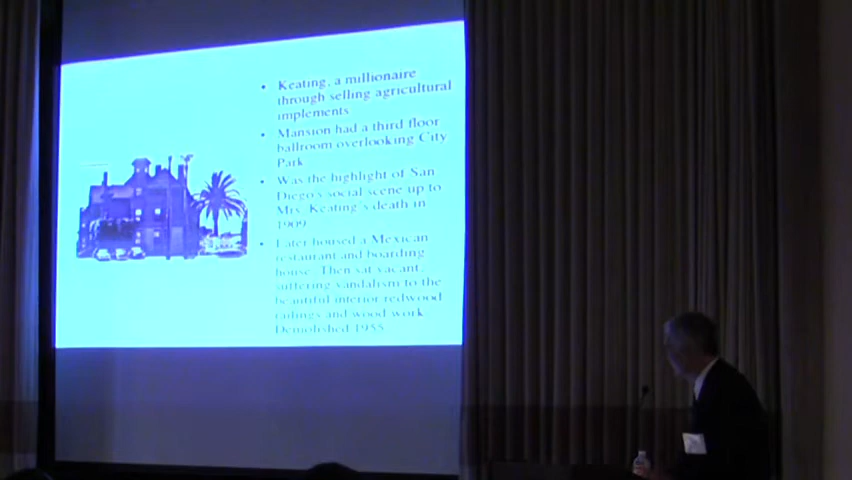 • Keating, a millionaire
through selling agricultural
implements
• Mansion had a third floor
ballroom overlooking City
Park
• Was the highlight of San
Diego's social scene up to
Mrs. Keating's death in
1909
• Later housed a Mexican
restaurant and boarding
house. Then sat vacant,
suffering vandalism to the
beautiful interior redwood
railings and wood work.
Demolished 1955